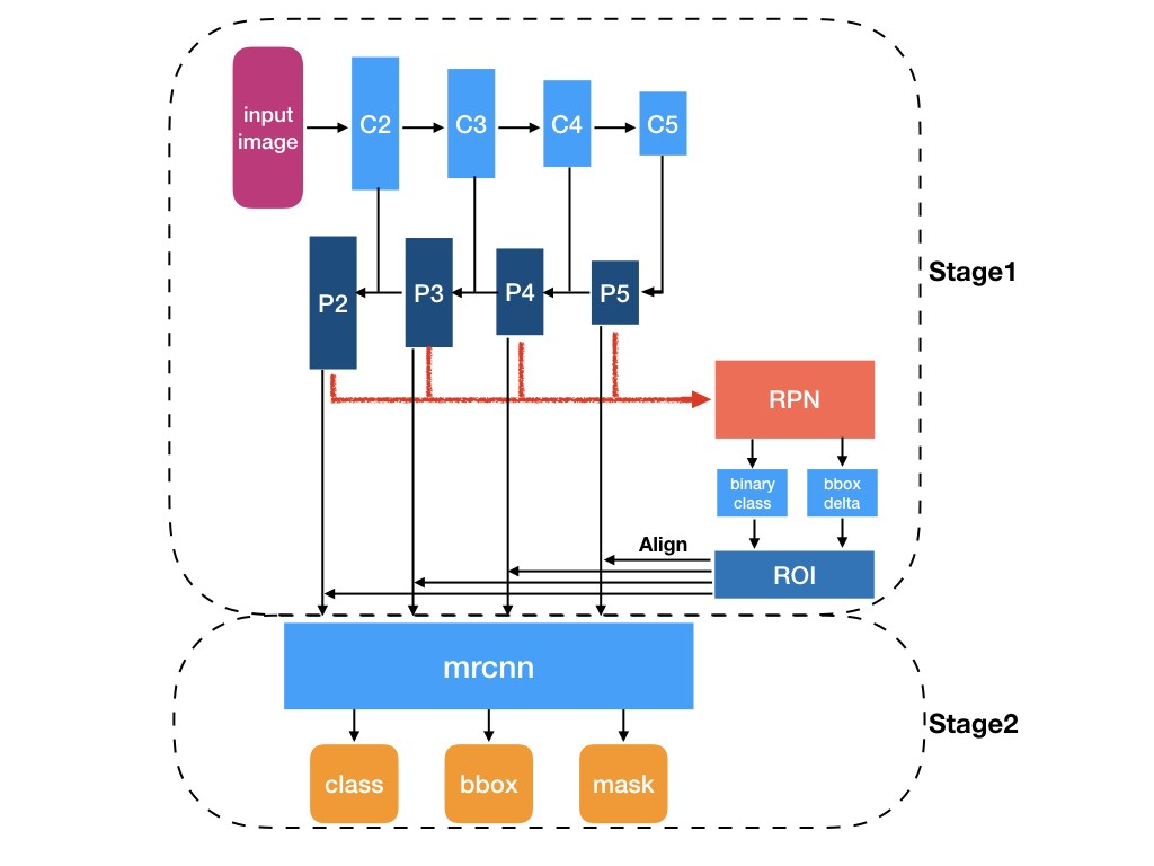 input
image
C2
C3
C4
C5
P2
P3
P4
P5
Stage1
RPN
binary
class
bbox
delta
Align
ROI
mrcnn
Stage2
class
bbox
mask